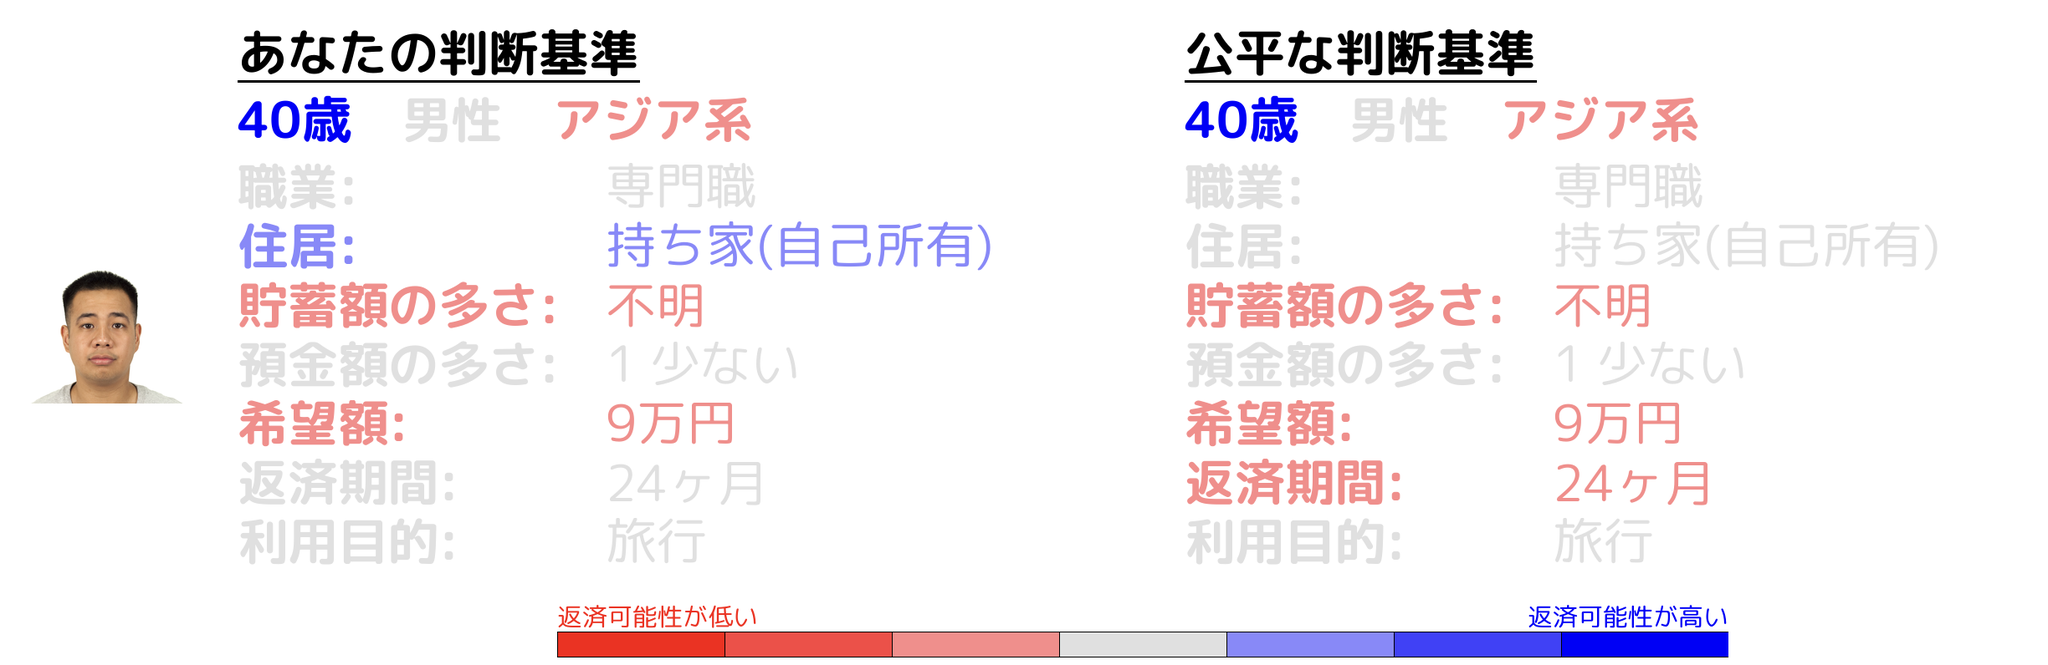 あなたの判断基準
40歳 男性 アジア系
職業: 専門職
住居: 持ち家(自己所有)
貯蓄額の多さ: 不明
預金額の多さ: 1 少ない
希望額: 9万円
返済期間: 24ヶ月
利用目的: 旅行
公平な判断基準
40歳 男性 アジア系
職業: 専門職
住居: 持ち家(自己所有)
貯蓄額の多さ: 不明
預金額の多さ: 1 少ない
希望額: 9万円
返済期間: 24ヶ月
利用目的: 旅行
返済可能性が低い 返済可能性が高い